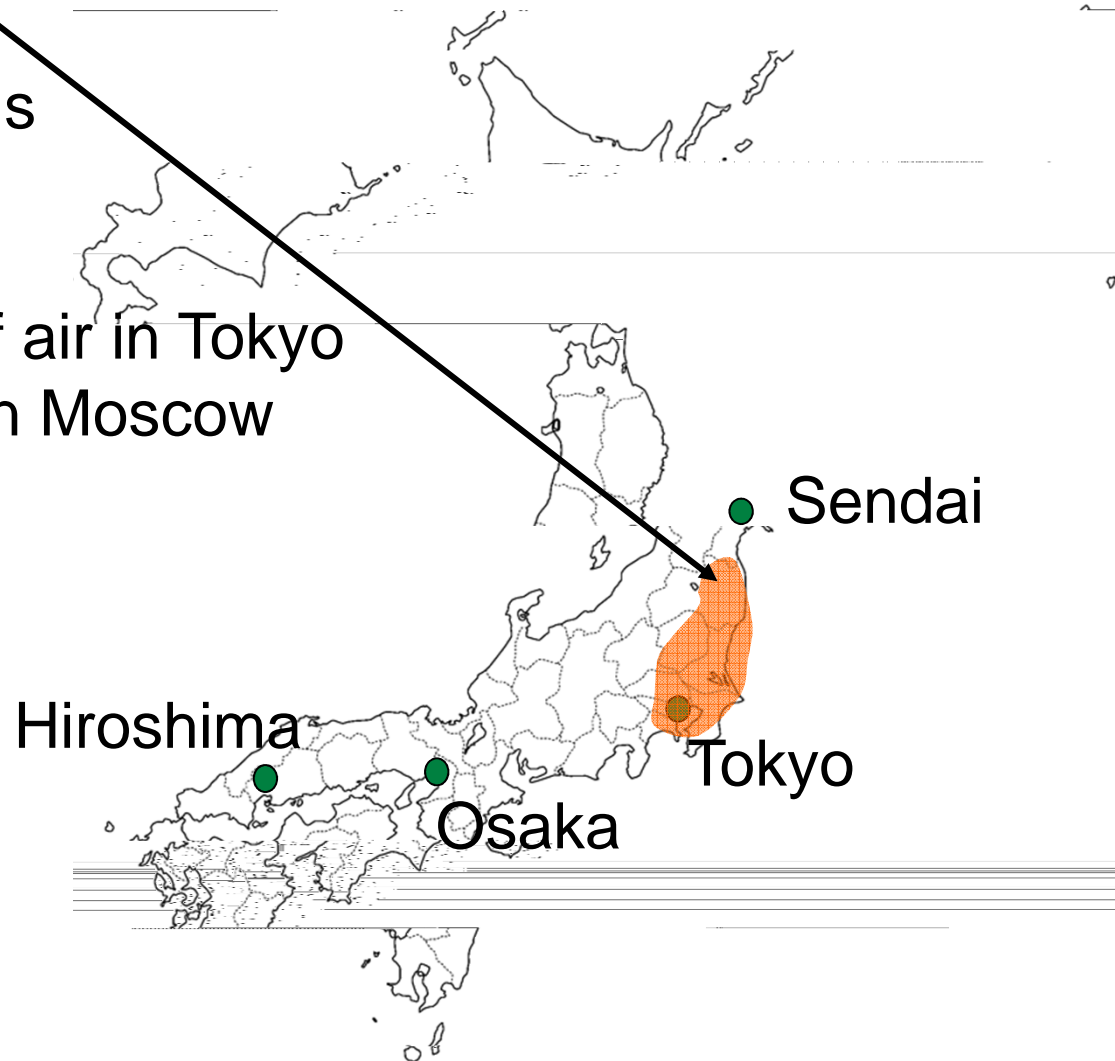 s
f air in Tokyo
n Moscow
Sendai
Hiroshima
Tokyo
Osaka